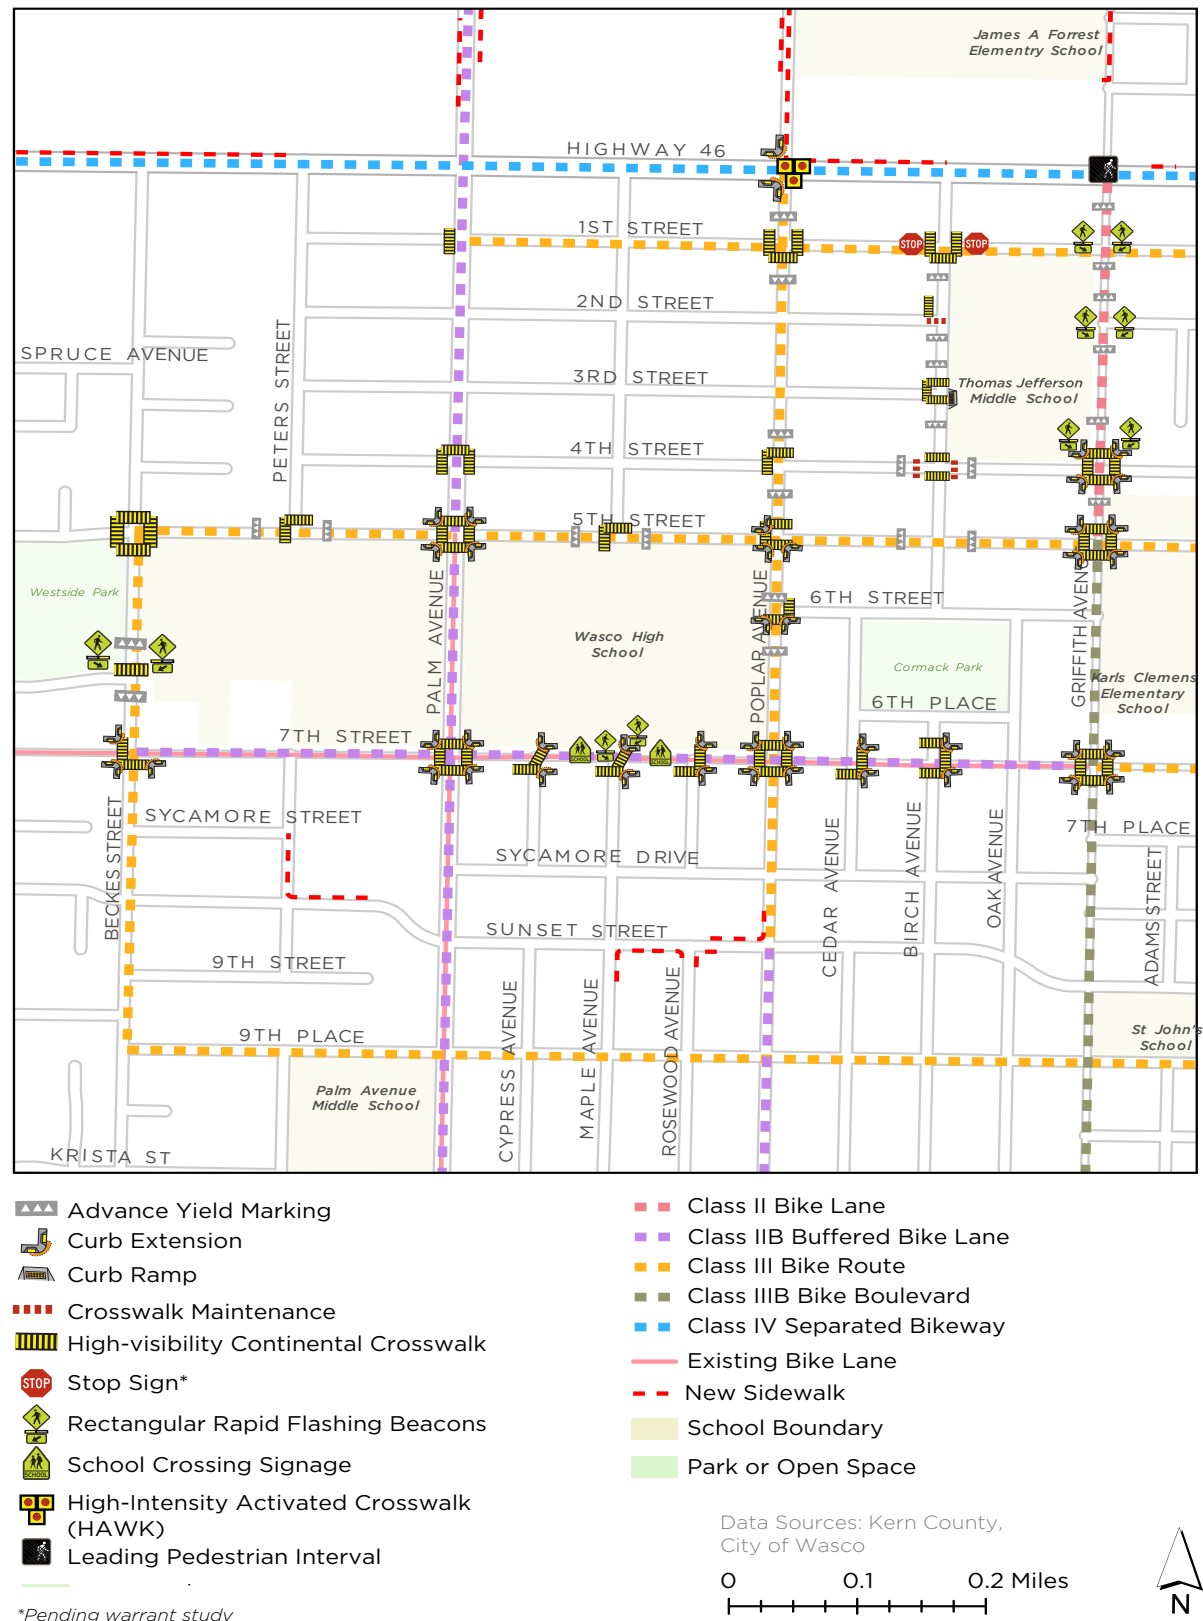 James A Forrest
Elementry School
HIGHWAY 46
1ST STREET
STOP
STOP
2ND STREET
SPRUCE AVENUE
PETERS STREET
3RD STREET
Thomas Jefferson
Middle School
4TH STREET
5TH STREET
Westside Park
PALM AVENUE
Wasco High
School
POPLAR AVENUE
6TH STREET
Cormack Park
GRIFFITH AVENUE
Karls Clemens
Elementary
School
6TH PLACE
7TH STREET
SCHOOL
SCHOOL
BECKES STREET
SYCAMORE STREET
7TH PLACE
SYCAMORE DRIVE
CEDAR AVENUE
BIRCH AVENUE
OAK AVENUE
ADAMS STREET
SUNSET STREET
9TH STREET
CYPRESS AVENUE
MAPLE AVENUE
ROSEWOOD AVENUE
9TH PLACE
St John's
School
Palm Avenue
Middle School
KRISTA ST
Advance Yield Marking
Curb Extension
Curb Ramp
Crosswalk Maintenance
High-visibility Continental Crosswalk
STOP
Stop Sign*
Rectangular Rapid Flashing Beacons
SCHOOL
School Crossing Signage
High-Intensity Activated Crosswalk
(HAWK)
Leading Pedestrian Interval
*Pending warrant study
Class II Bike Lane
Class IIB Buffered Bike Lane
Class III Bike Route
Class IIIB Bike Boulevard
Class IV Separated Bikeway
Existing Bike Lane
New Sidewalk
School Boundary
Park or Open Space
Data Sources: Kern County,
City of Wasco
0 0.1 0.2 Miles
N